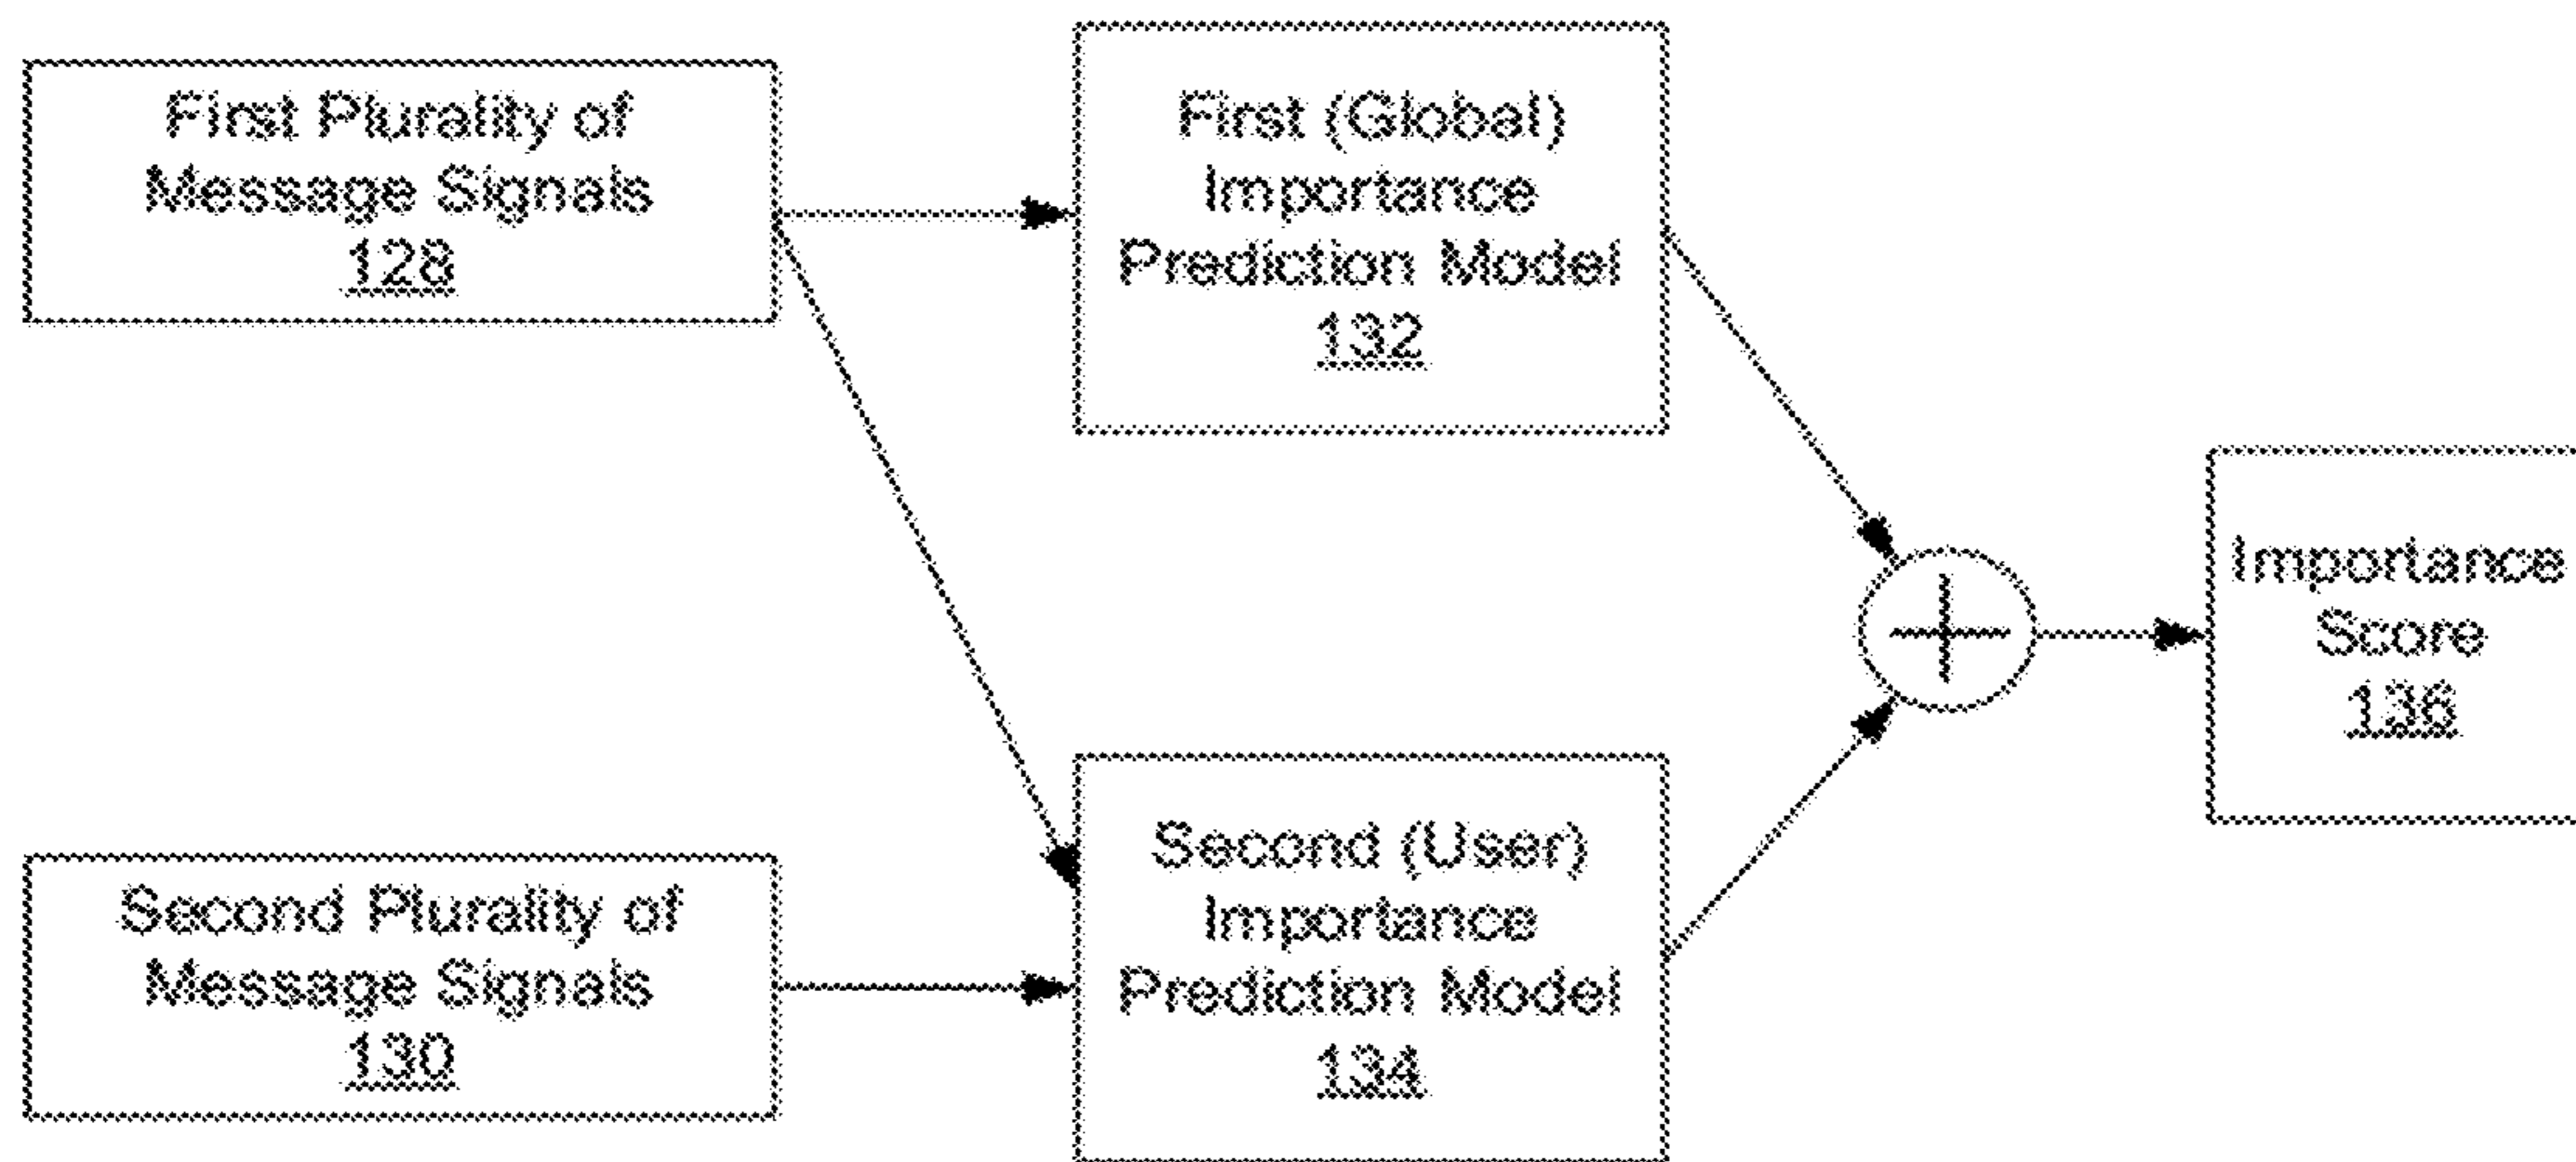 First Plurality of
Message Signals
128
First (Global)
Importance
Prediction Model
132
Importance
Score
136
Second Plurality of
Message Signals
130
Second (User)
Importance
Prediction Model
134